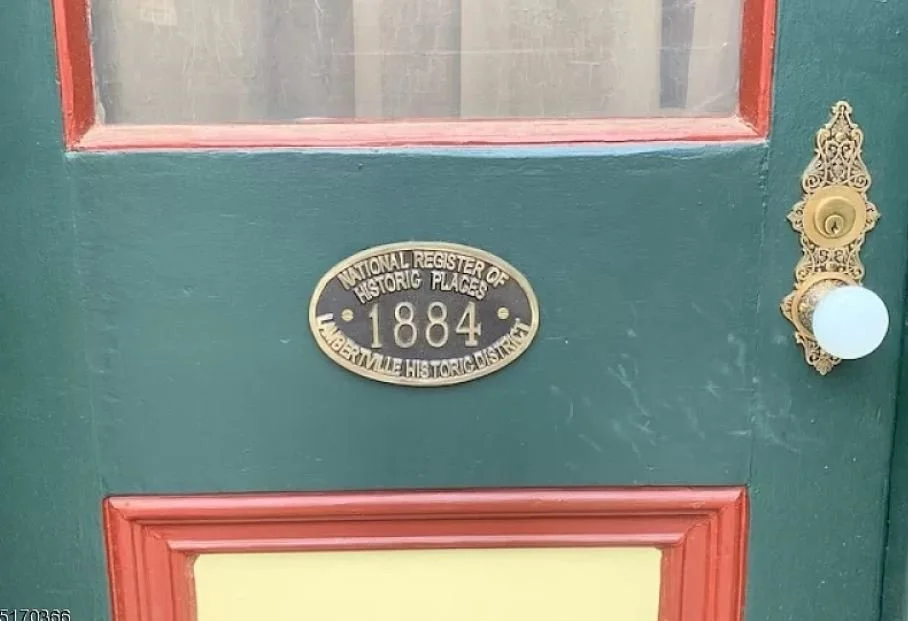 NATIONAL REGISTER OF
HISTORIC PLACES
1884
LAMBERTVILLE HISTORIC DISTRICT
5170366